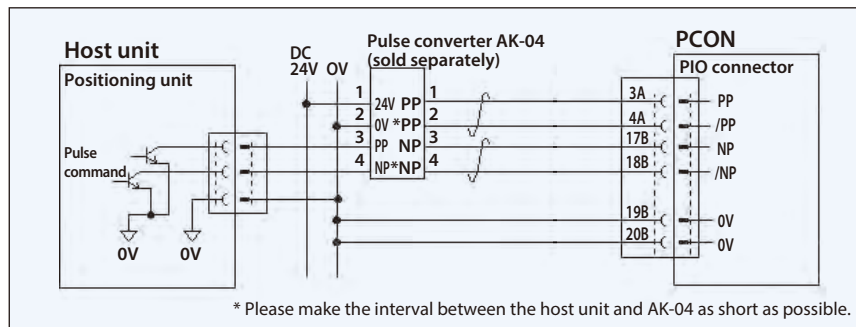 Host unit
Positioning unit
Pulse
command
0V
0V
DC
24V
0V
Pulse converter AK-04
(sold separately)
1 24V PP 1
2 0V *PP 2
3 PP NP 3
4 NP *NP 4
PCON
PIO connector
3A PP
4A /PP
17B NP
18B /NP
19B 0V
20B 0V
* Please make the interval between the host unit and AK-04 as short as possible.